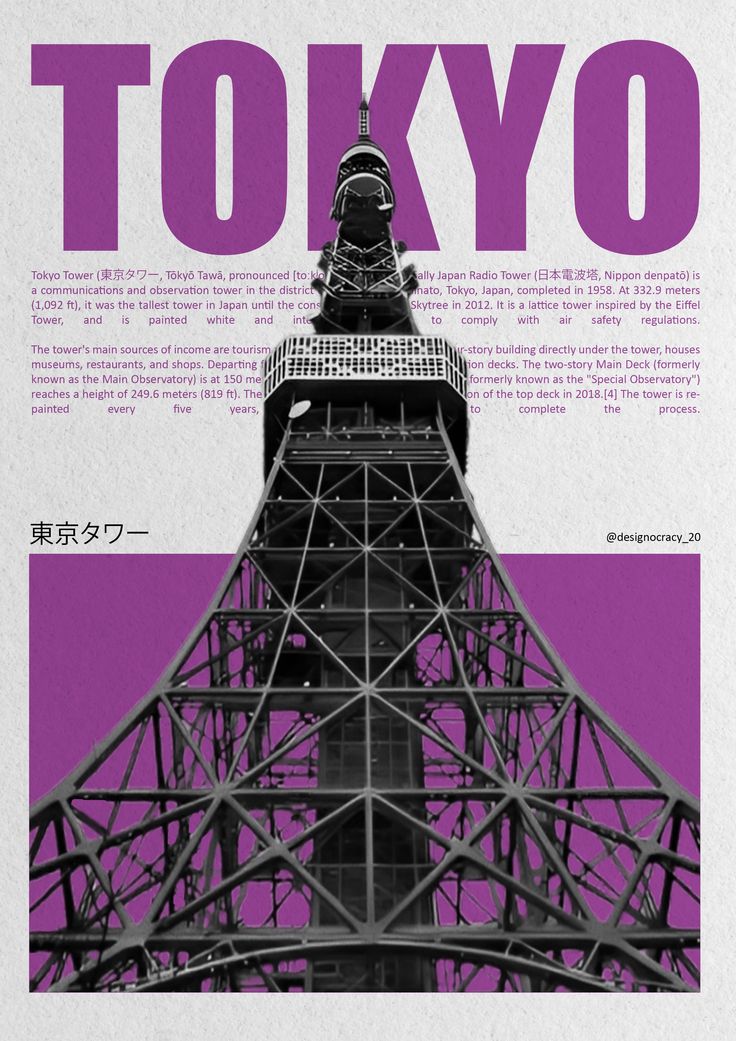 TOKYO
Tokyo Tower (東京タワー, Tōkyō Tawā, pronounced [toːkʲo ally Japan Radio Tower (日本電波塔, Nippon denpatō) is
a communications and observation tower in the district nato, Tokyo, Japan, completed in 1958. At 332.9 meters
(1,092 ft), it was the tallest tower in Japan until the cons Skytree in 2012. It is a lattice tower inspired by the Eiffel
Tower, and is painted white and inte to comply with air safety regulations.
The tower's main sources of income are tourism r-story building directly under the tower, houses
museums, restaurants, and shops. Departing ion decks. The two-story Main Deck (formerly
known as the Main Observatory) is at 150 me formerly known as the "Special Observatory")
reaches a height of 249.6 meters (819 ft). The on of the top deck in 2018.[4] The tower is re-
painted every five years, to complete the process.
東京タワー
@designocracy_20